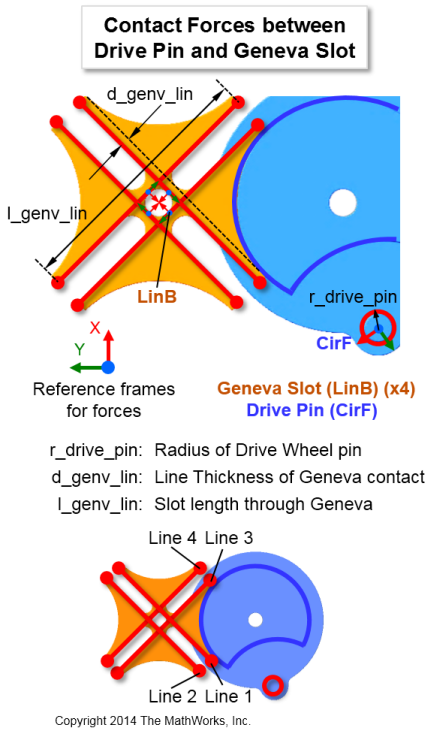 Contact Forces between
Drive Pin and Geneva Slot
d_genv_lin
l_genv_lin
LinB
r_drive_pin
CirF
X
Y
Reference frames
for forces
Geneva Slot (LinB) (x4)
Drive Pin (CirF)
r_drive_pin: Radius of Drive Wheel pin
d_genv_lin: Line Thickness of Geneva contact
l_genv_lin: Slot length through Geneva
Line 4 Line 3
Line 2 Line 1
Copyright 2014 The MathWorks, Inc.